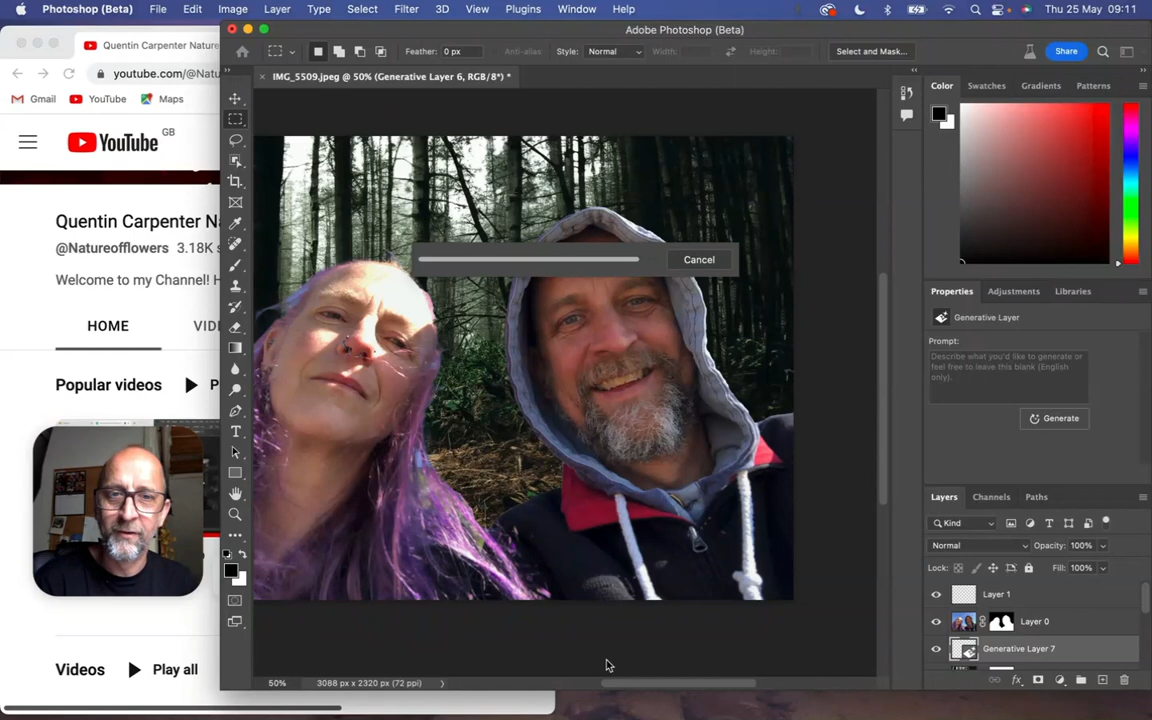 Photoshop (Beta) File Edit Image Layer Type Select Filter 3D View Plugins Window Help Thu 25 May 09:11
Adobe Photoshop (Beta)
Quentin Carpenter Nature
Feather: 0 px Anti-alias Style: Normal Width: Height: Select and Mask... Share
youtube.com/@Natu
IMG_5509.jpeg @ 50% (Generative Layer 6, RGB/8*) *
Color Swatches Gradients Patterns
Gmail YouTube Maps
YouTube GB
Quentin Carpenter Na
@Natureofflowers 3.18K s
Welcome to my Channel! H
Cancel
Properties Adjustments Libraries
Generative Layer
HOME VID
Prompt:
Describe what you'd like to generate or
feel free to leave this blank (English
only).
Popular videos P
Generate
Layers Channels Paths
Kind
Normal Opacity: 100%
Lock: Fill: 100%
Layer 1
Layer 0
Generative Layer 7
Videos Play all
50% 3088 px x 2320 px (72 ppi)